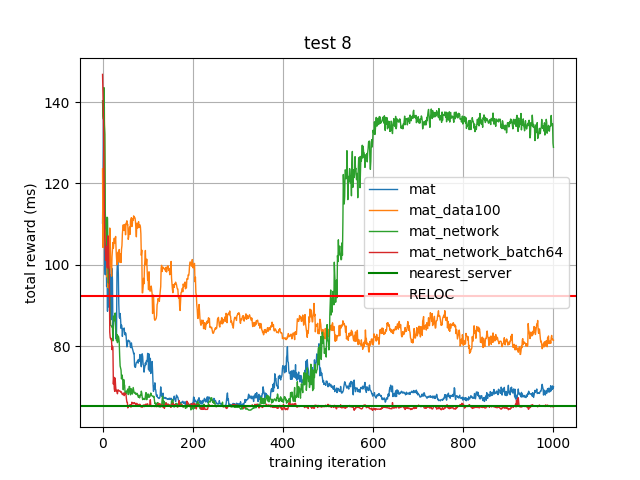 test 8
total reward (ms)
140
120
100
80
mat
mat_data100
mat_network
mat_network_batch64
nearest_server
RELOC
0
200
400
600
800
1000
training iteration